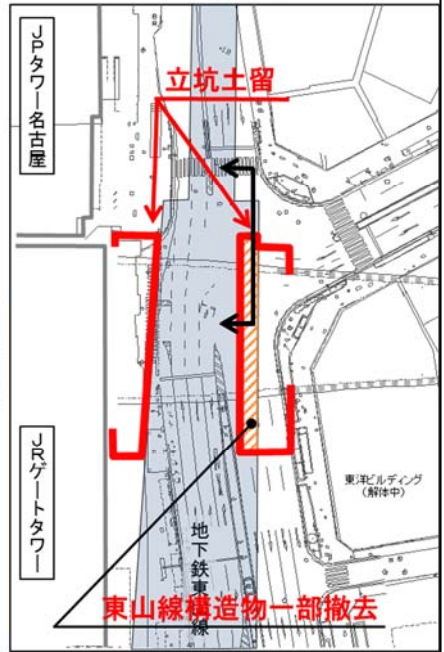 JPタワー名古屋
立坑土留
JRゲートタワー
東洋ビルディング
(解体中)
地下鉄東山線
東山線構造物一部撤去